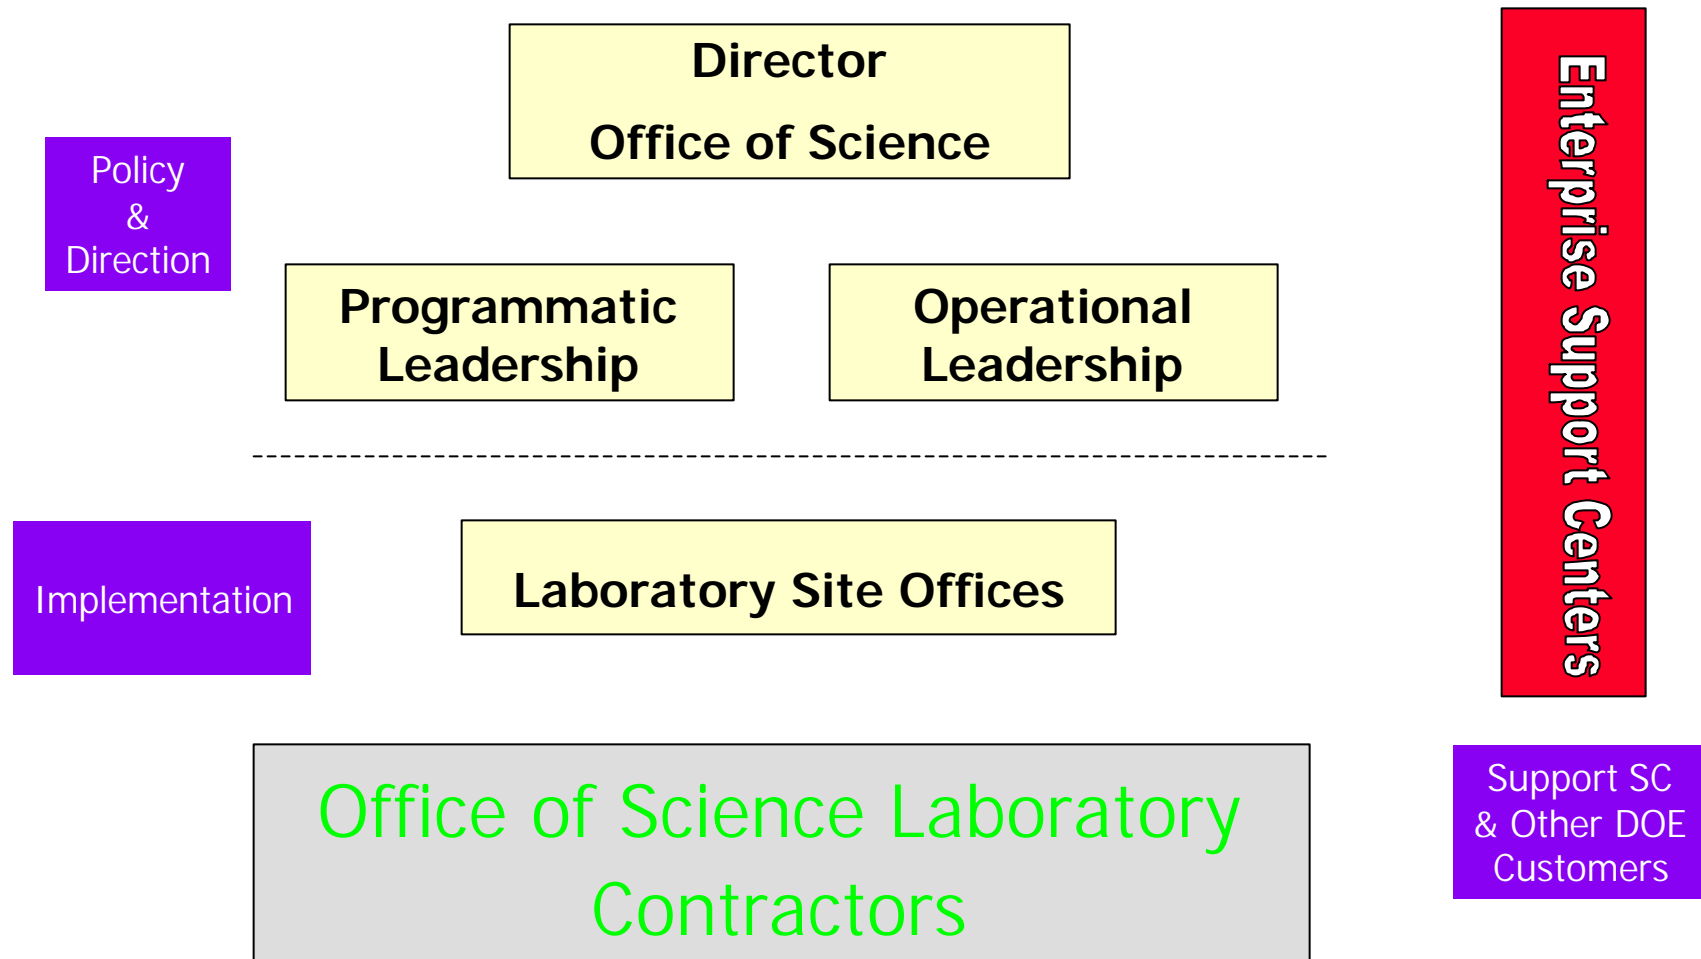 Director
Office of Science
Policy
&
Direction
Programmatic
Leadership
Operational
Leadership
Implementation
Laboratory Site Offices
Office of Science Laboratory
Contractors
Enterprise Support Centers
Support SC
& Other DOE
Customers